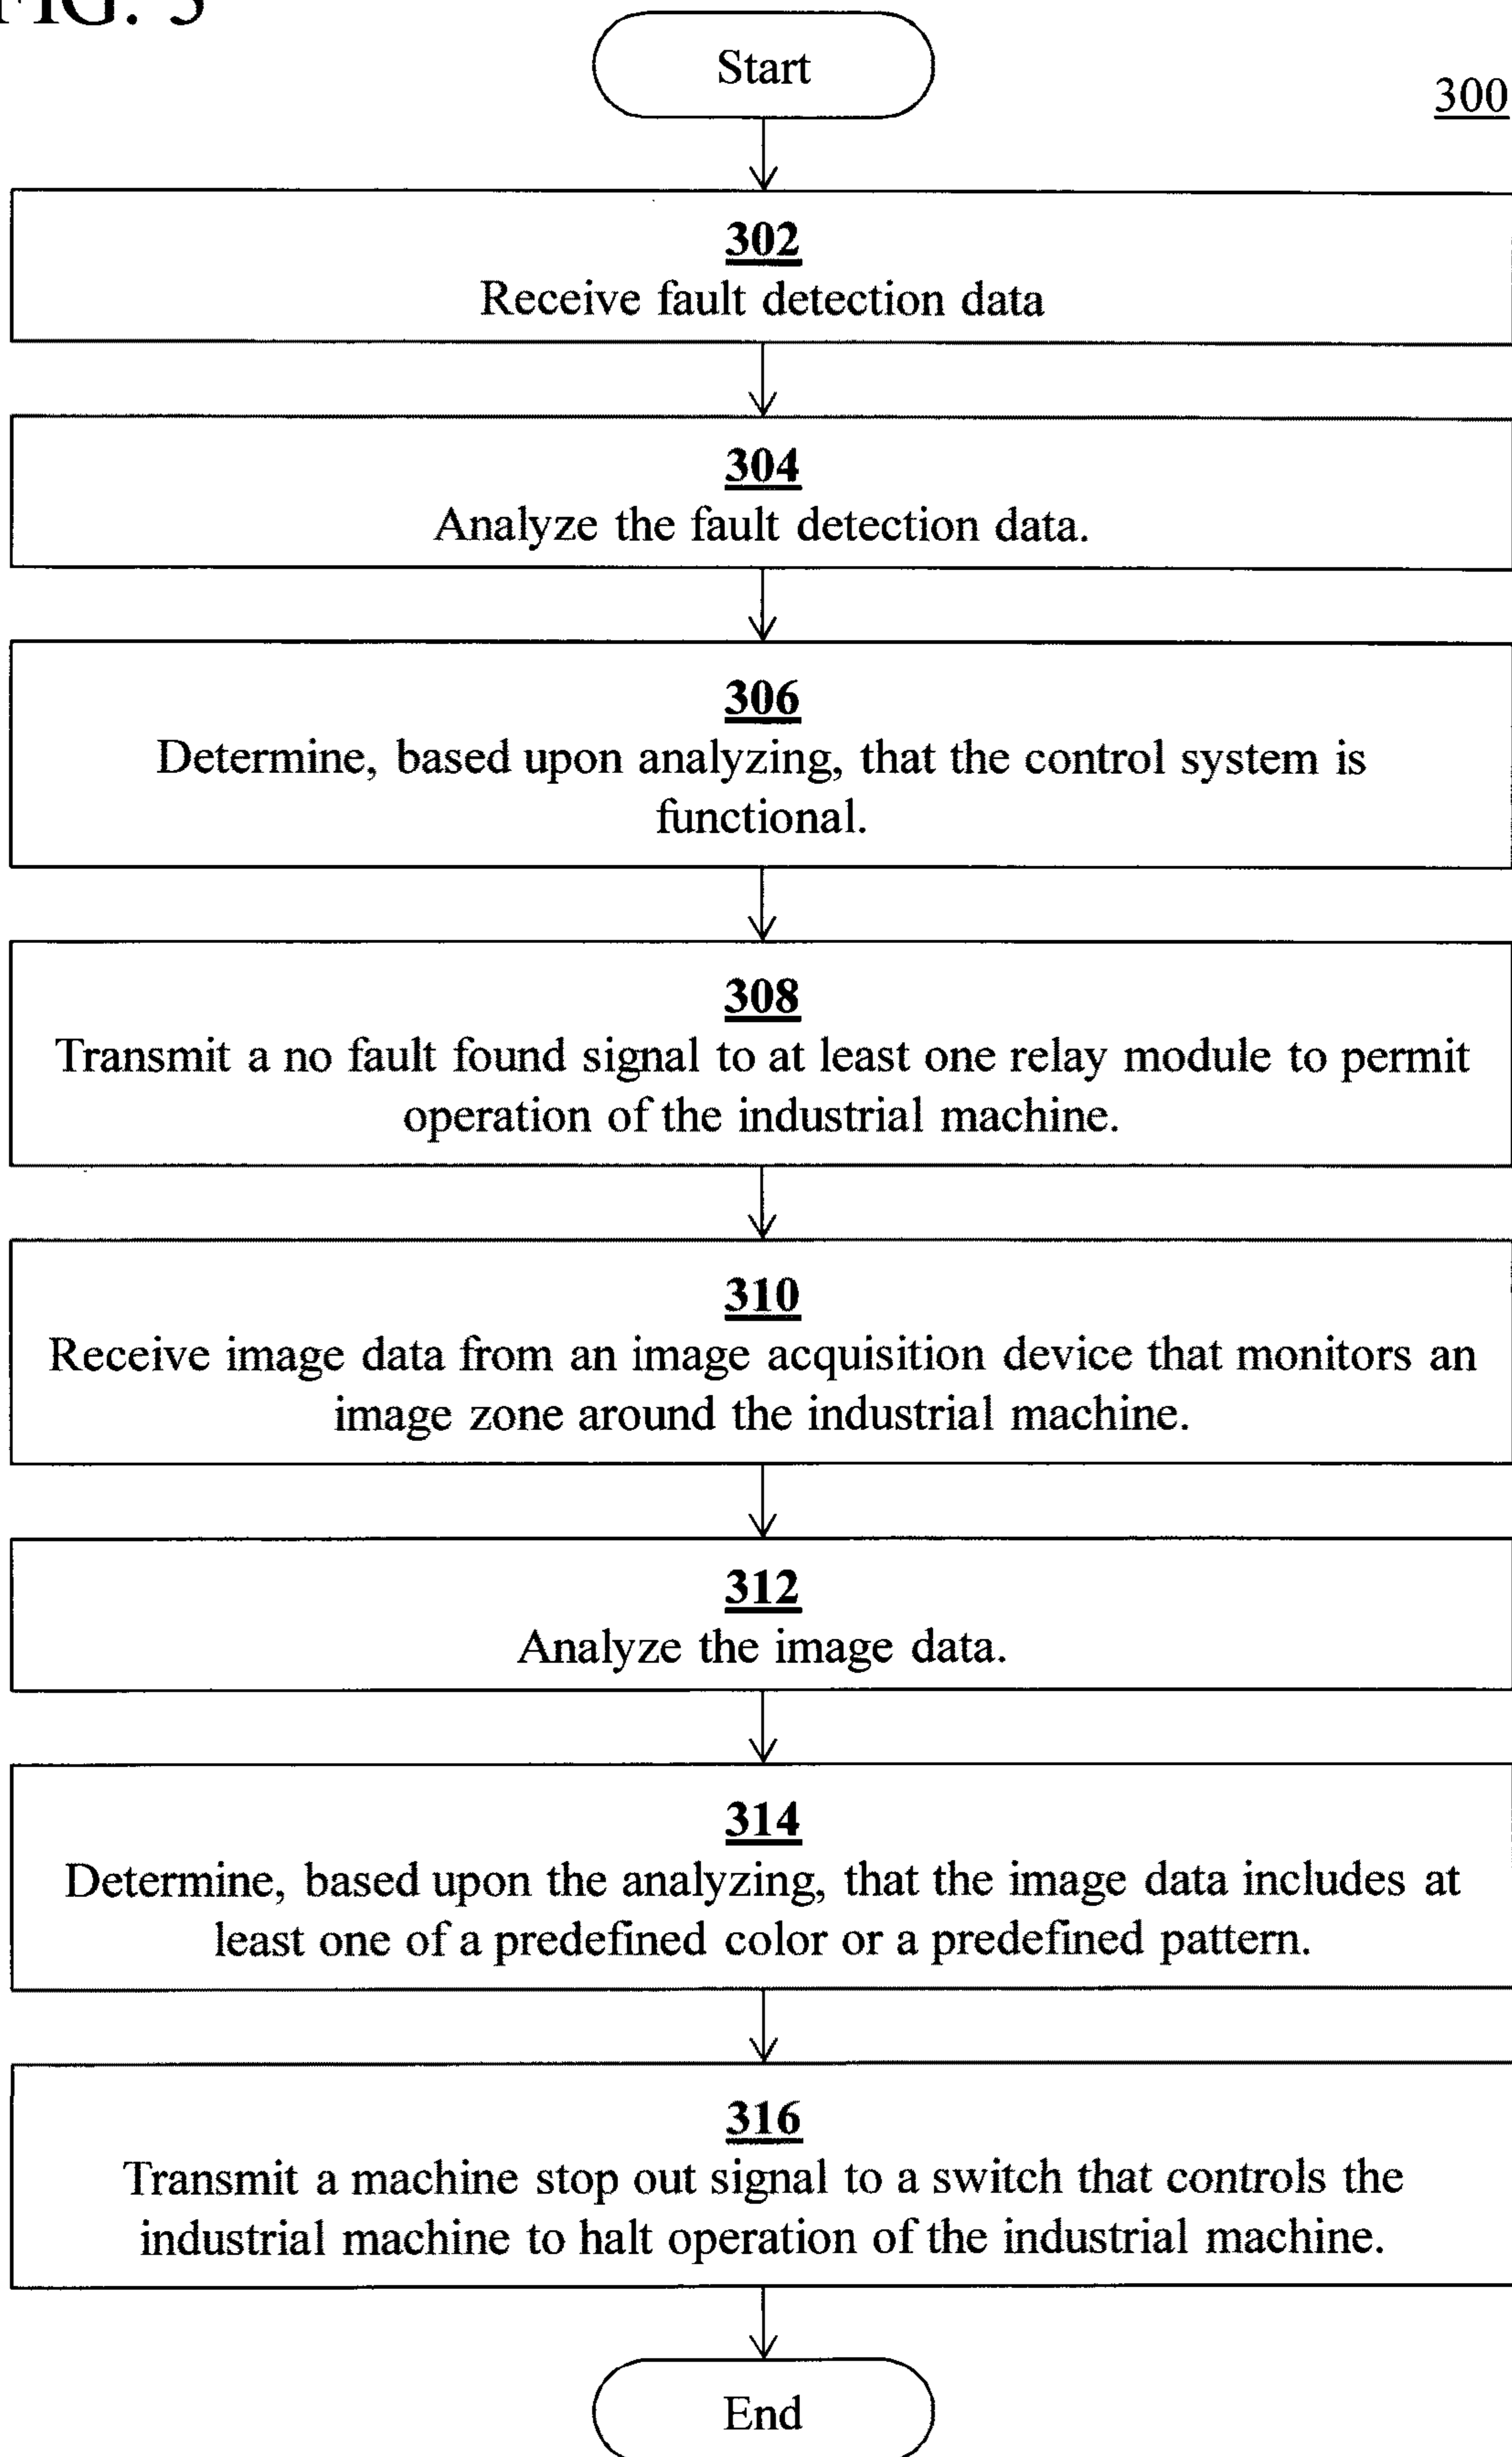 FIG. 3
Start
300
302
Receive fault detection data
304
Analyze the fault detection data.
306
Determine, based upon analyzing, that the control system is
functional.
308
Transmit a no fault found signal to at least one relay module to permit
operation of the industrial machine.
310
Receive image data from an image acquisition device that monitors an
image zone around the industrial machine.
312
Analyze the image data.
314
Determine, based upon the analyzing, that the image data includes at
least one of a predefined color or a predefined pattern.
316
Transmit a machine stop out signal to a switch that controls the
industrial machine to halt operation of the industrial machine.
End